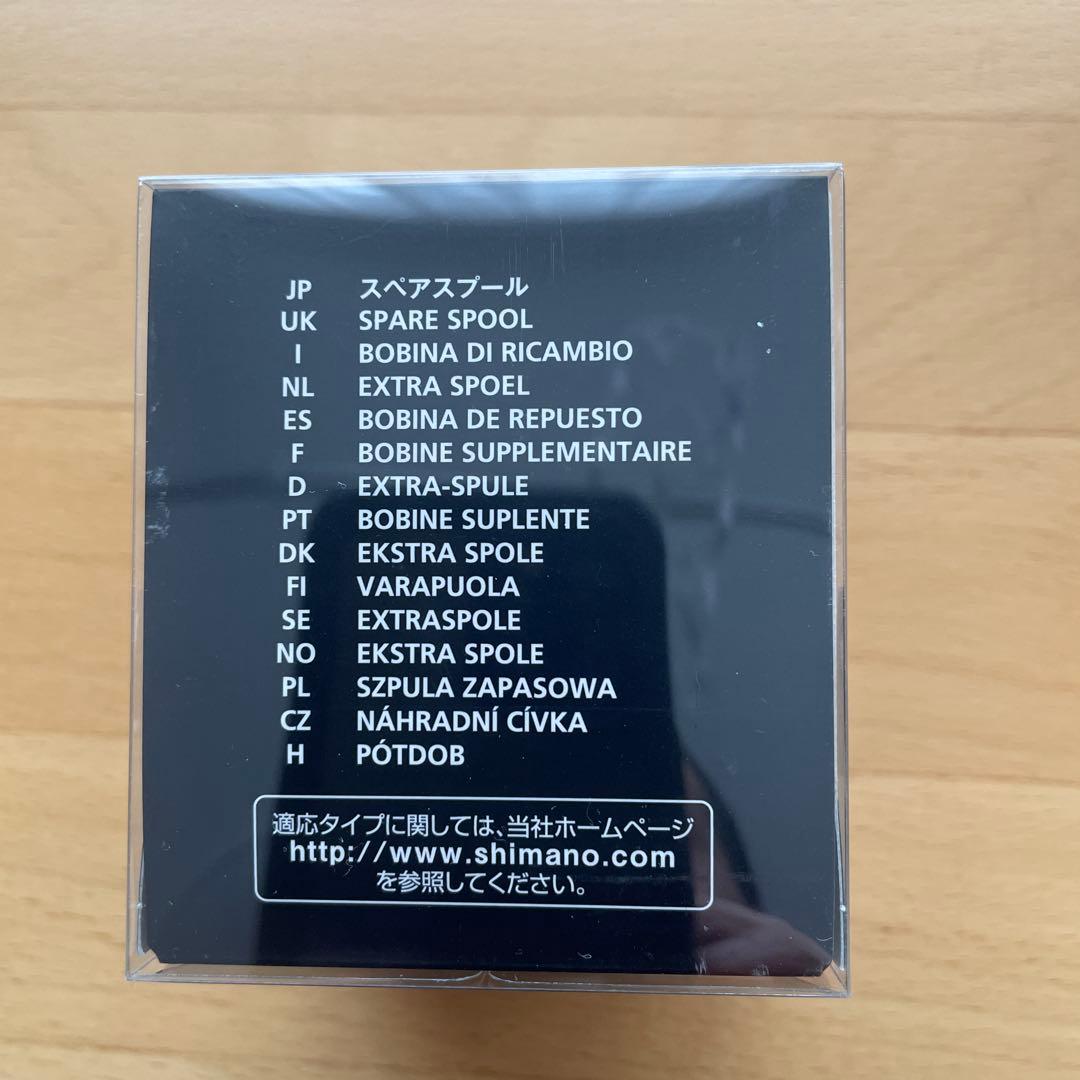 JP スペアスプール
UK SPARE SPOOL
I BOBINA DI RICAMBIO
NL EXTRA SPOEL
ES BOBINA DE REPUESTO
F BOBINE SUPPLEMENTAIRE
D EXTRA-SPULE
PT BOBINE SUPLENTE
DK EKSTRA SPOLE
FI VARAPUOLA
SE EXTRASPOLE
NO EKSTRA SPOLE
PL SZPULA ZAPASOWA
CZ NÁHRADNÍ CÍVKA
H PÓTDOB
適応タイプに関しては、当社ホームページ
http://www.shimano.com
を参照してください。